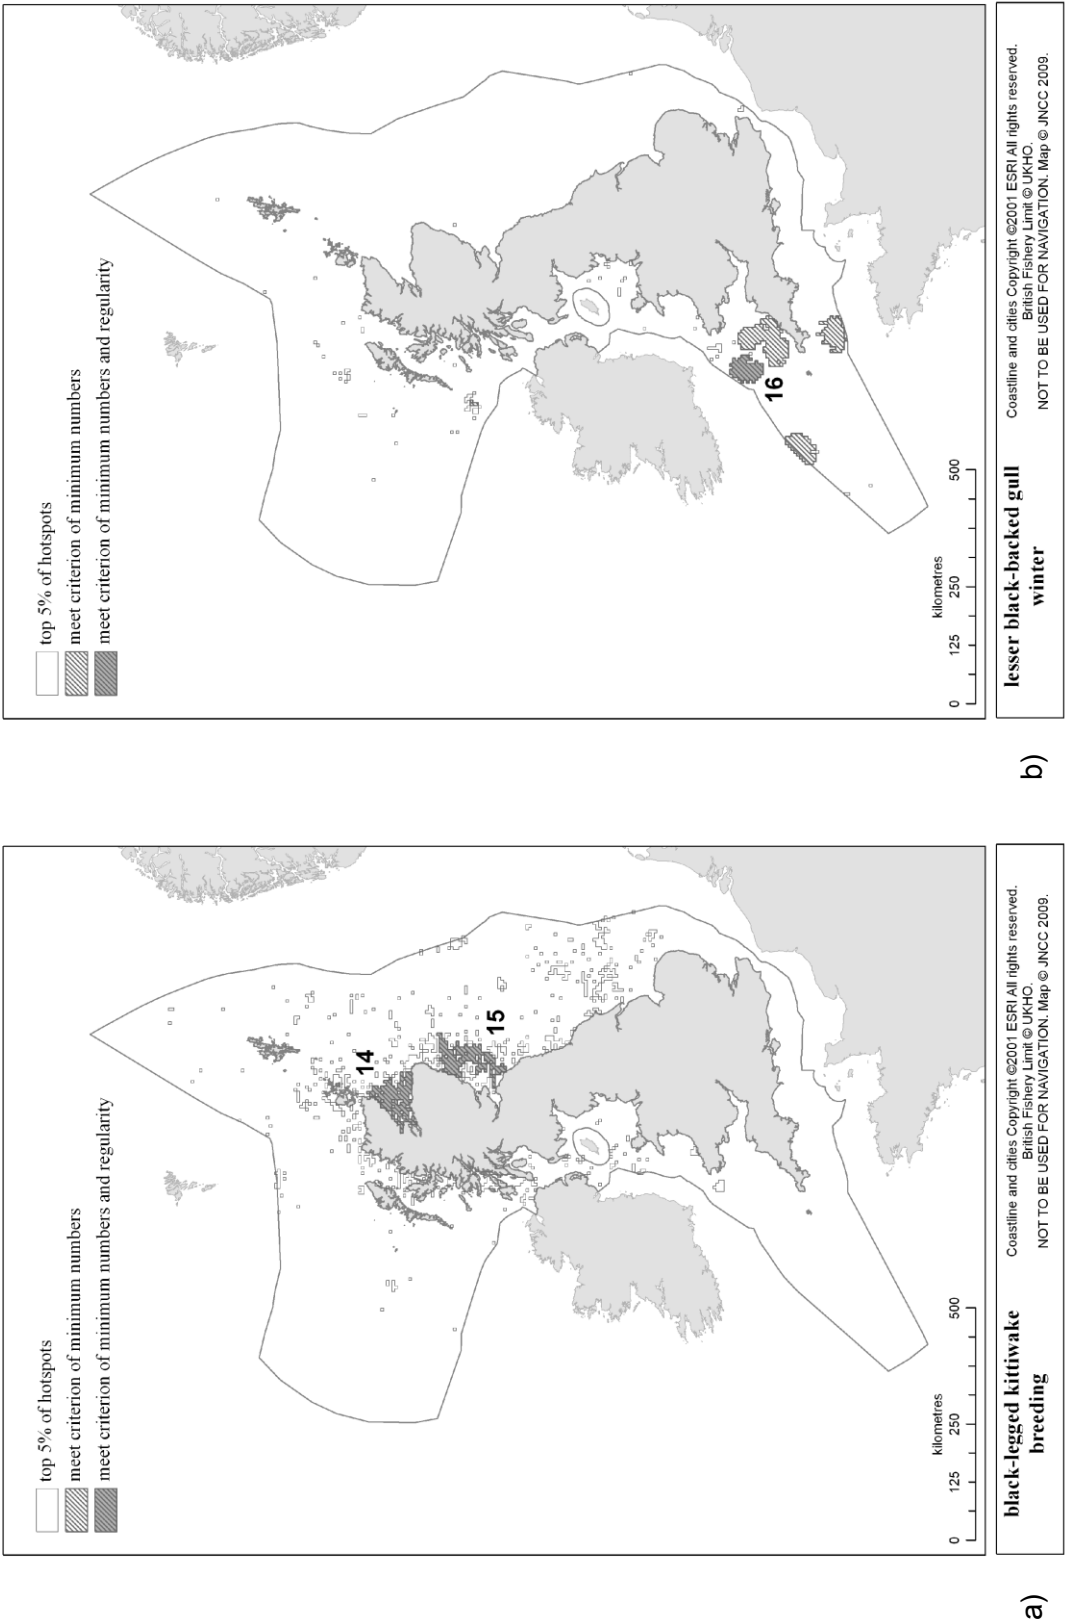 a)
top 5% of hotspots
meet criterion of minimum numbers
meet criterion of minimum numbers and regularity
14
15
kilometres
0 125 250 500
black-legged kittiwake
breeding
Coastline and cities Copyright ©2001 ESRI All rights reserved.
British Fishery Limit © UKHO.
NOT TO BE USED FOR NAVIGATION. Map © JNCC 2009.
b)
top 5% of hotspots
meet criterion of minimum numbers
meet criterion of minimum numbers and regularity
16
kilometres
0 125 250 500
lesser black-backed gull
winter
Coastline and cities Copyright ©2001 ESRI All rights reserved.
British Fishery Limit © UKHO.
NOT TO BE USED FOR NAVIGATION. Map © JNCC 2009.